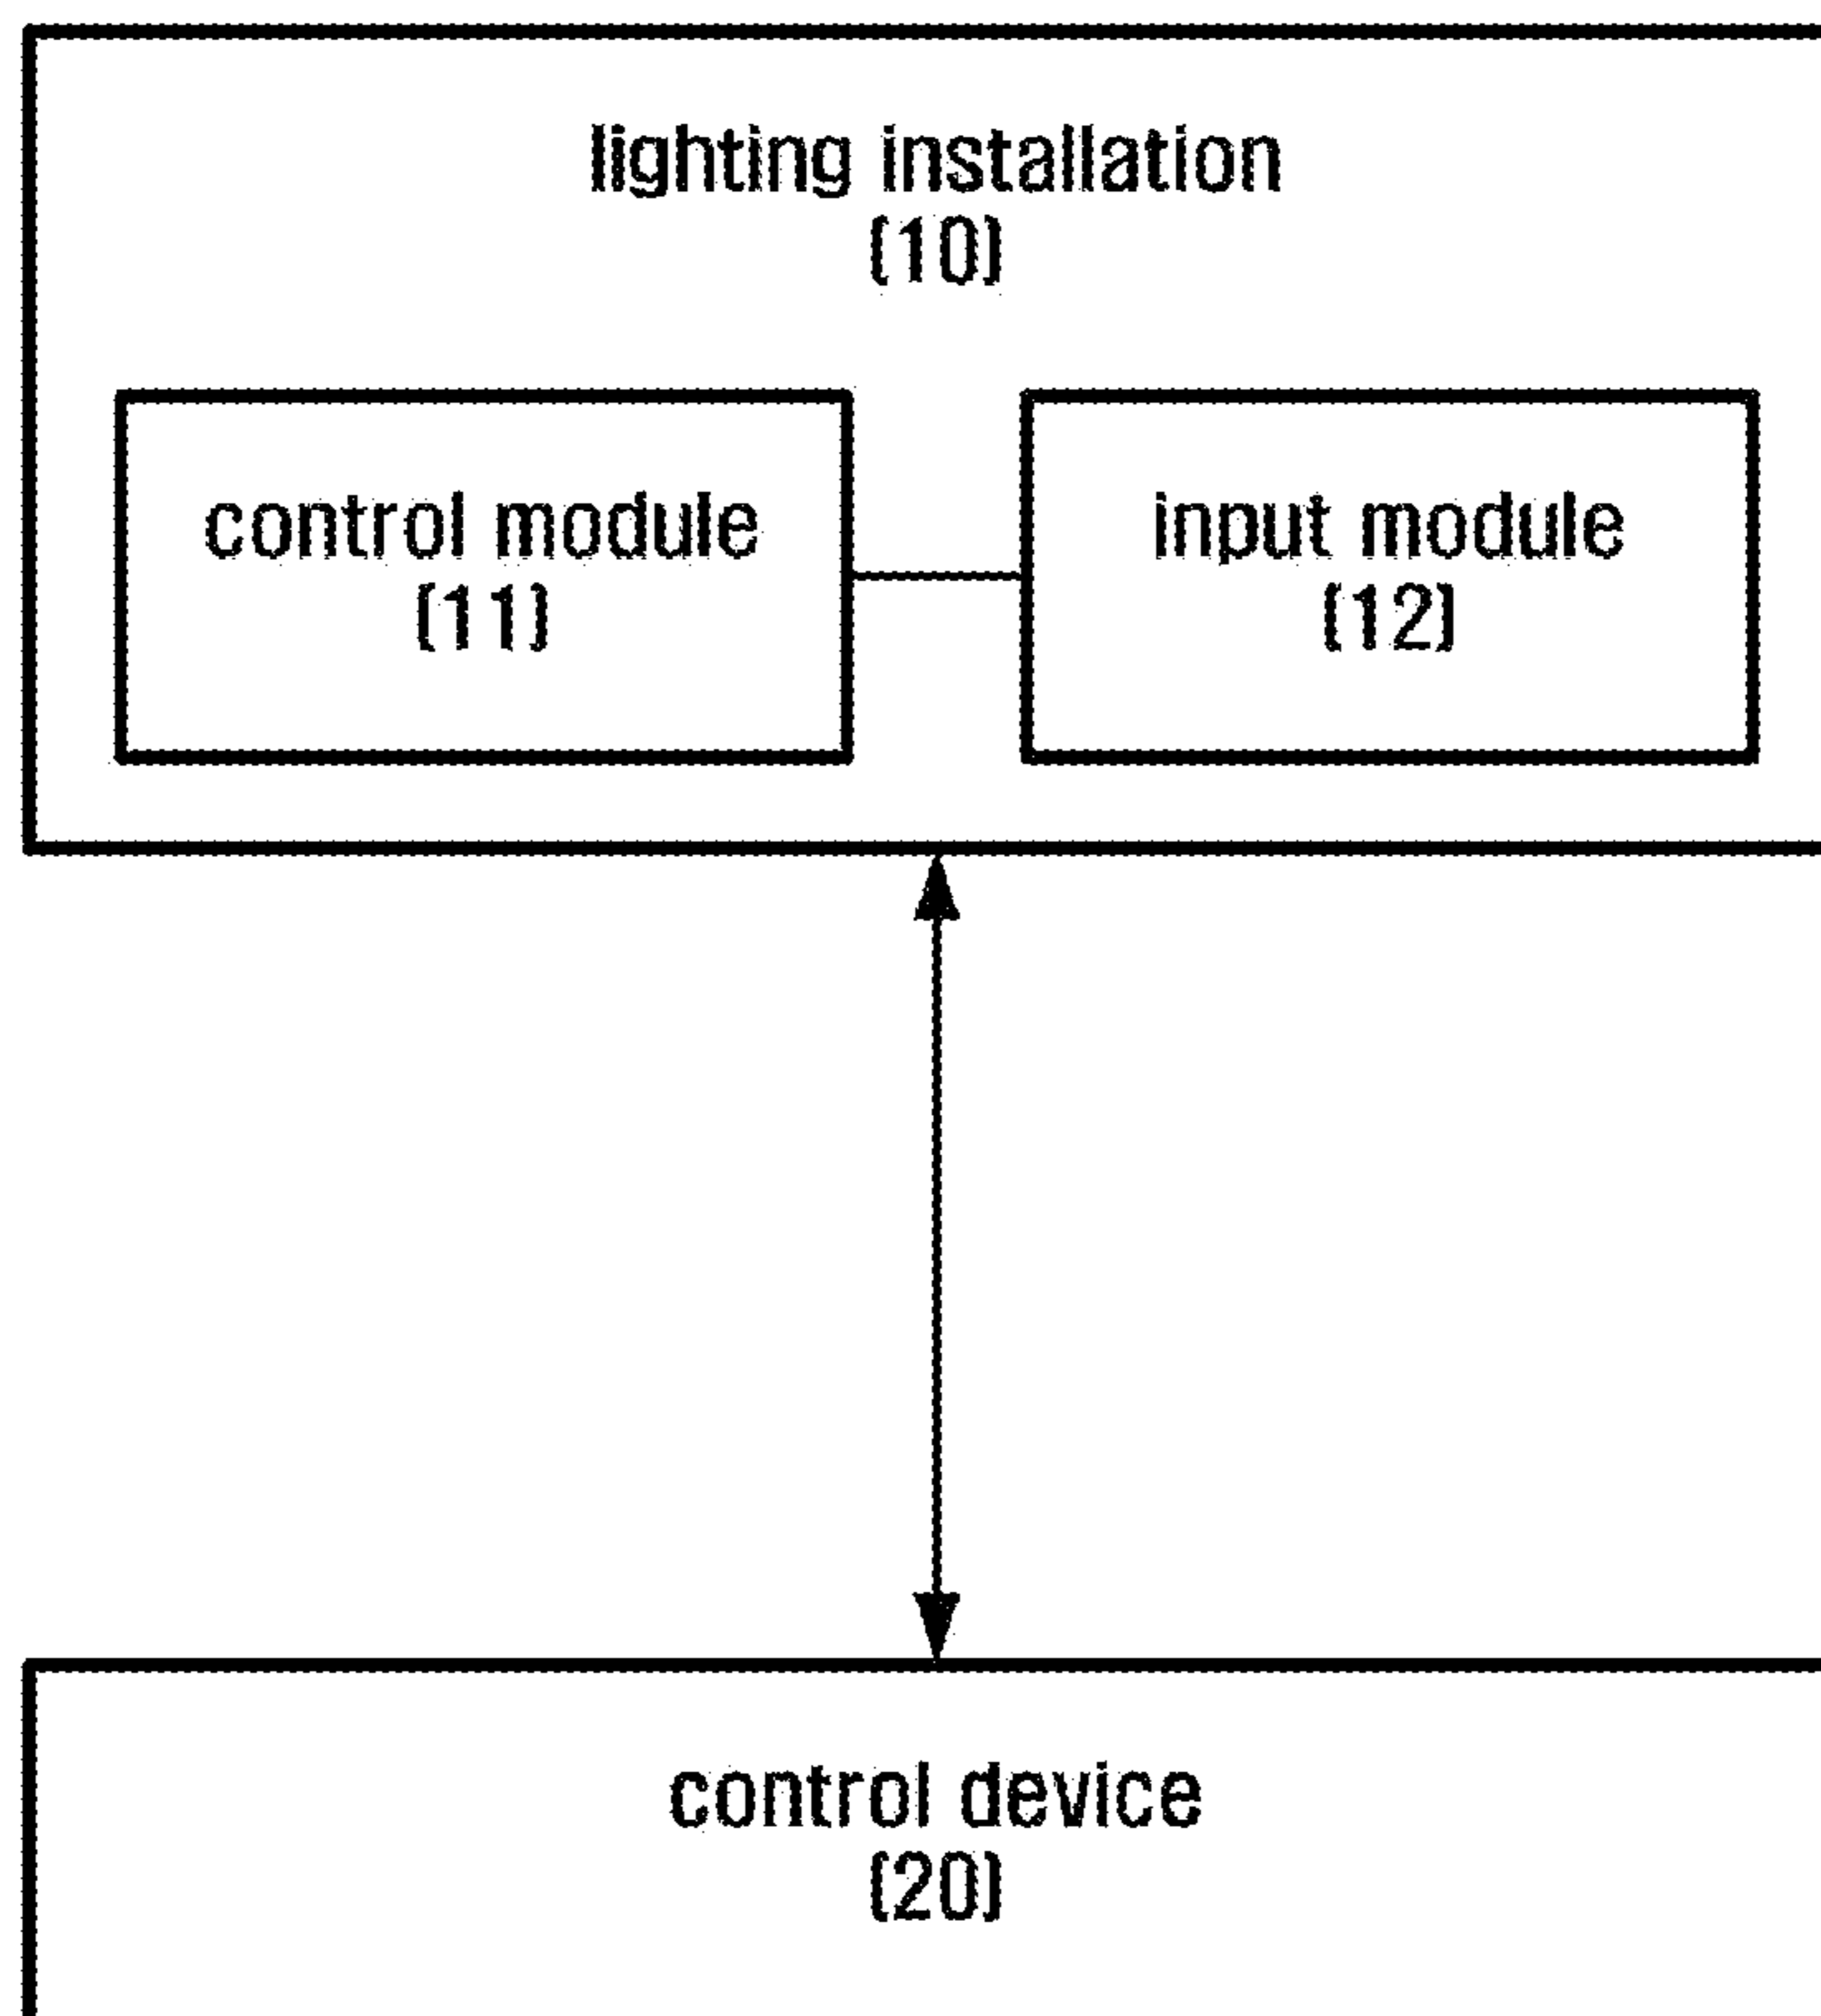 lighting installation
(10)
control module
(11)
input module
(12)
control device
(20)